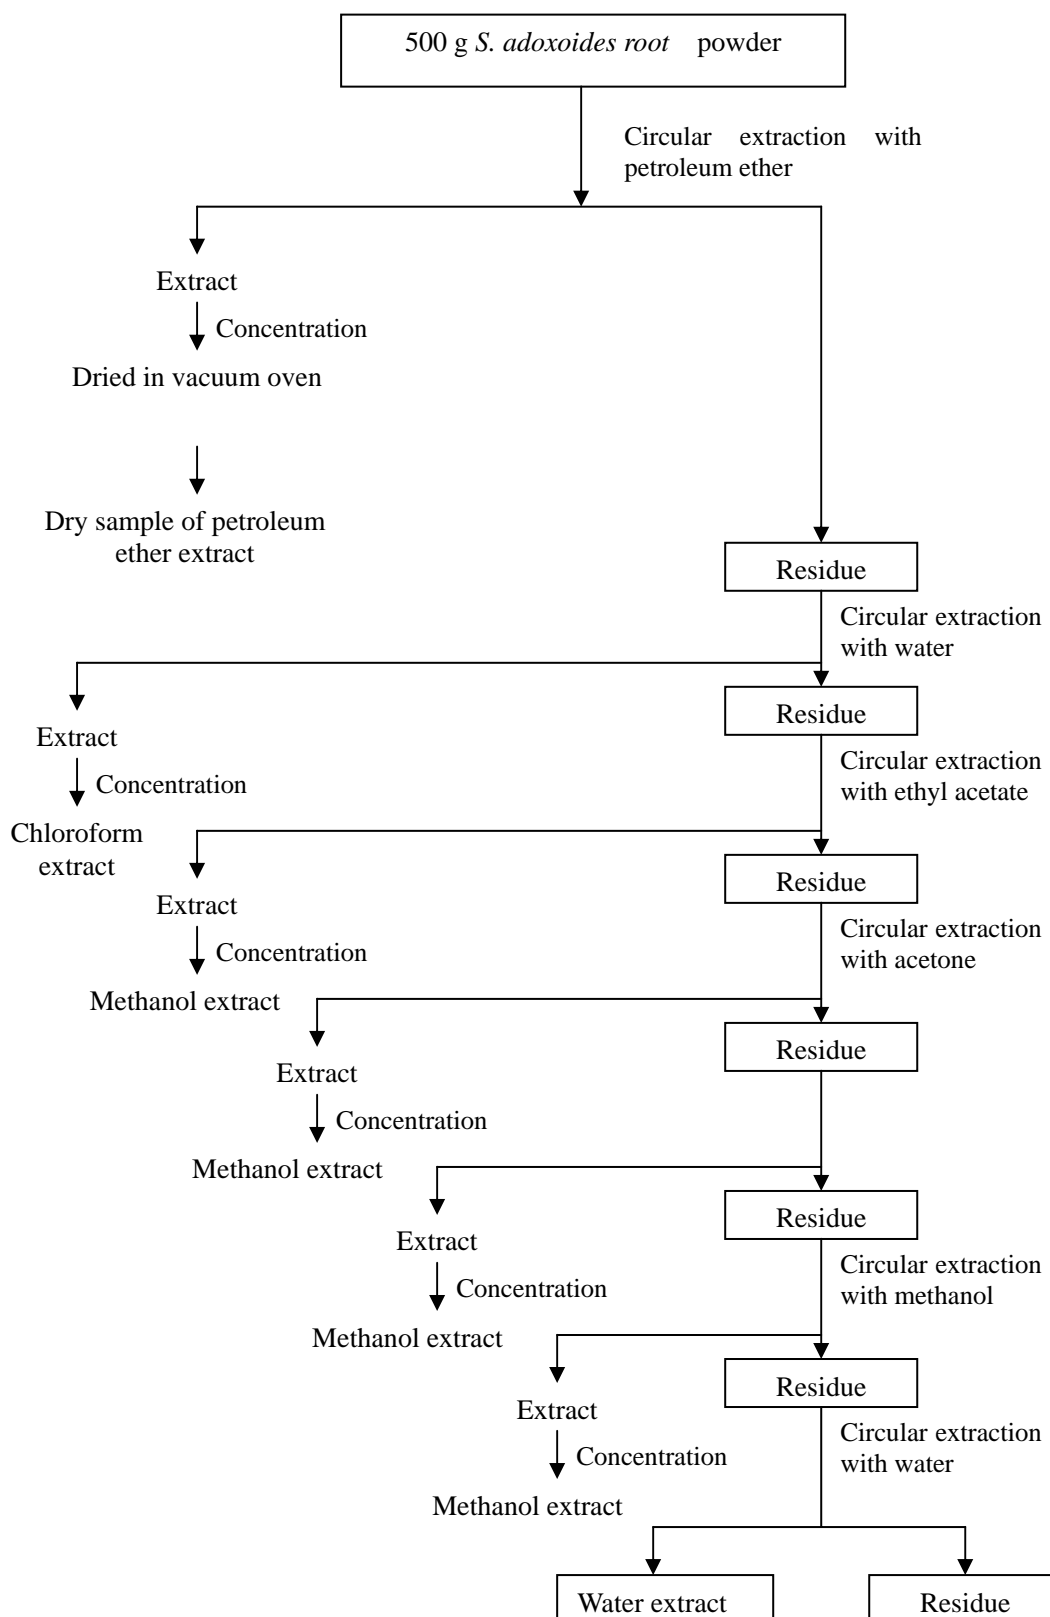 500 g S. adoxoides root powder
Circular extraction with
petroleum ether
Extract
Concentration
Dried in vacuum oven
Dry sample of petroleum
ether extract
Residue
Circular extraction
with water
Residue
Extract
Concentration
Circular extraction
with ethyl acetate
Chloroform
extract
Residue
Extract
Concentration
Circular extraction
with acetone
Methanol extract
Residue
Extract
Concentration
Methanol extract
Residue
Extract
Concentration
Circular extraction
with methanol
Methanol extract
Residue
Extract
Concentration
Circular extraction
with water
Methanol extract
Water extract
Residue